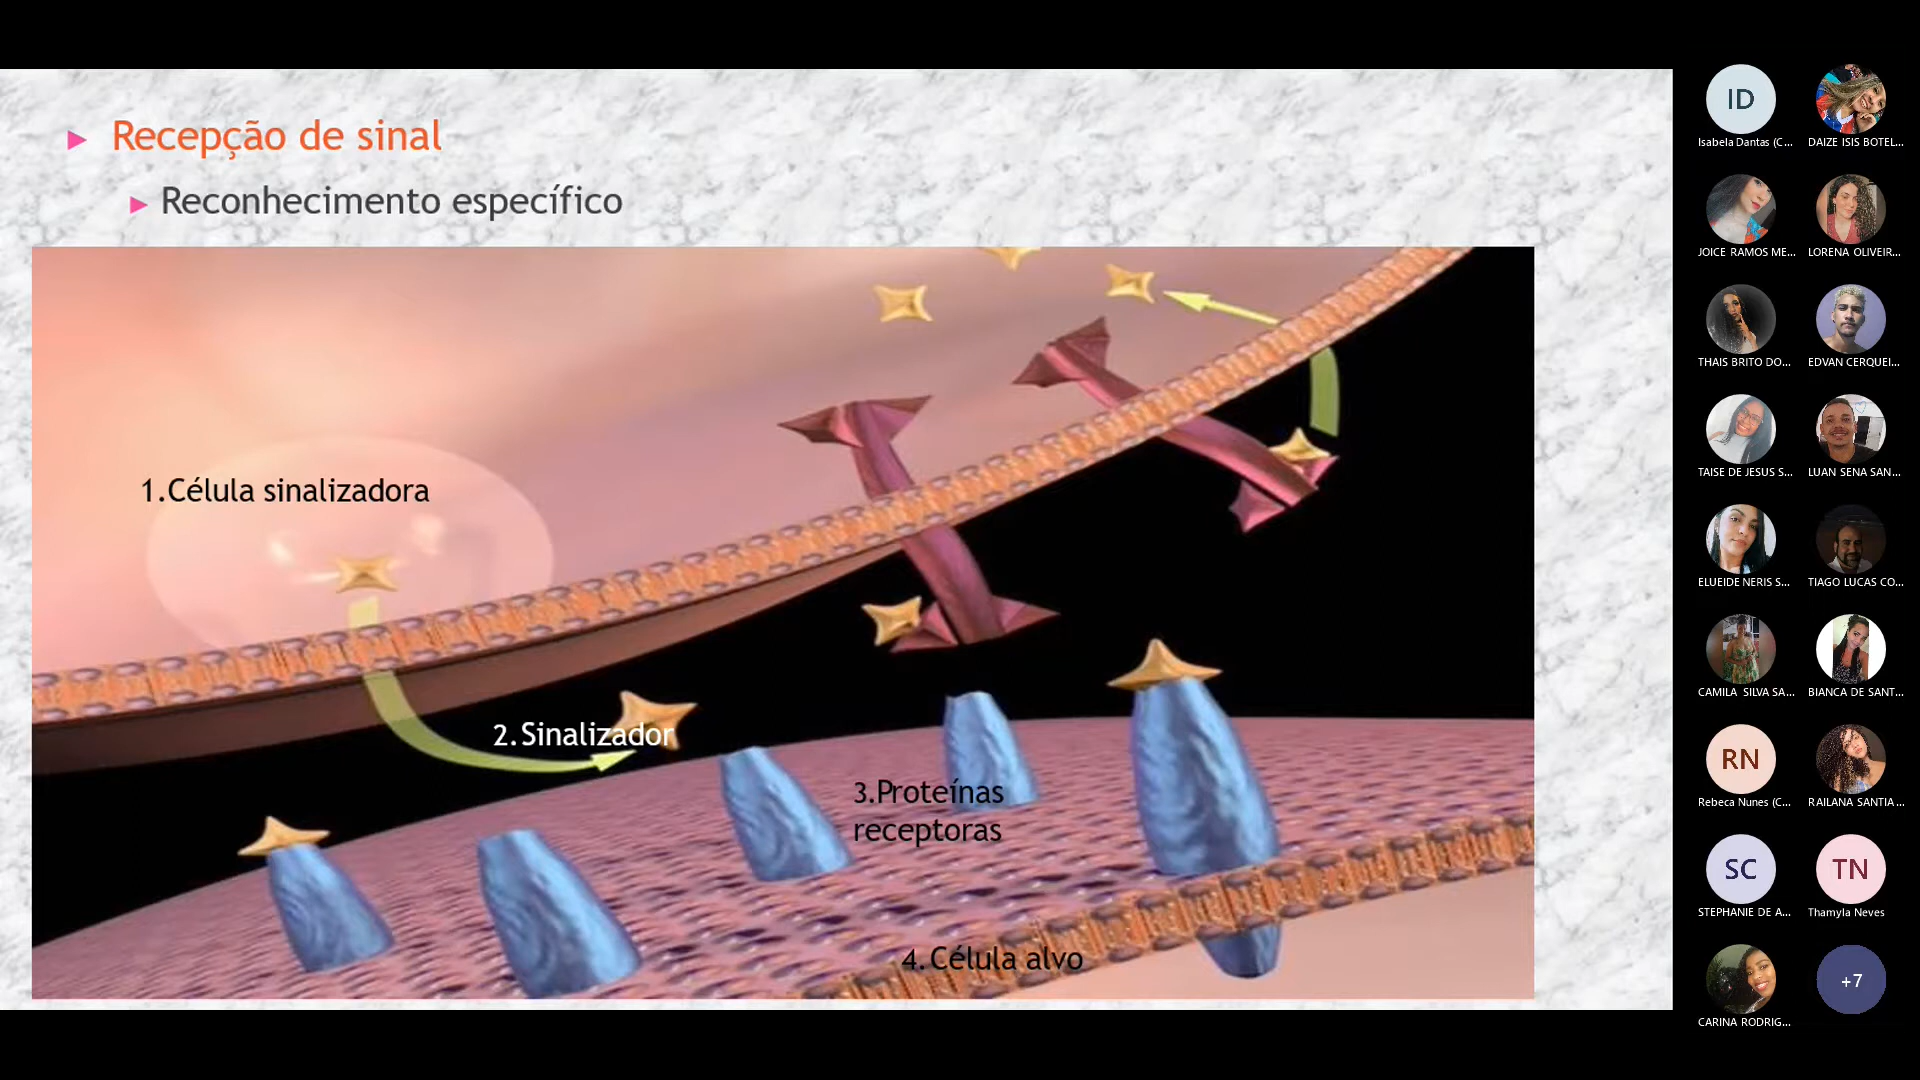 Recepção de sinal
Reconhecimento específico
1.Célula sinalizadora
2.Sinalizador
3.Proteínas
receptoras
4.Célula alvo
ID
Isabela Dantas (C...
DAIZE ISIS BOTEL...
JOICE RAMOS ME...
LORENA OLIVEIR...
THAIS BRITO DO...
EDVAN CERQUEI...
TAISE DE JESUS S...
LUAN SENA SAN...
ELUEIDE NERIS S...
TIAGO LUCAS CO...
CAMILA SILVA SA...
BIANCA DE SANT...
RN
Rebeca Nunes (C...
RAILANA SANTIA...
SC
STEPHANIE DE A...
TN
Thamyla Neves
CARINA RODRIG...
+7